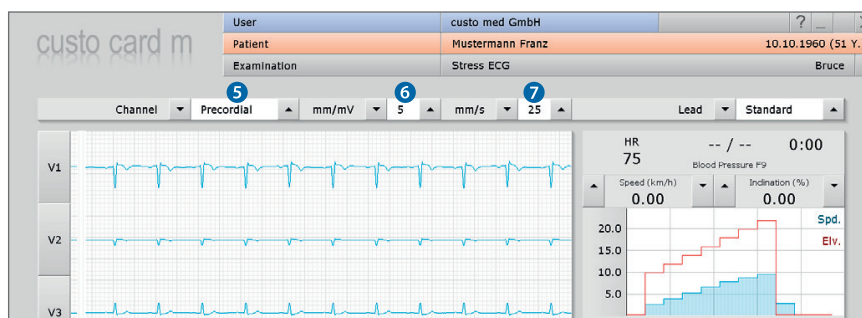 custo card m
User custo med GmbH ? _
Patient Mustermann Franz 10.10.1960 (51 Y.
Examination Stress ECG Bruce
5 6 7
Channel Precordial mm/mV 5 mm/s 25 Lead Standard
V1
V2
V3
HR -- / -- 0:00
75 Blood Pressure F9
Speed (km/h) Inclination (%)
0.00 0.00
Spd.
20.0
Elv.
15.0
10.0
5.0